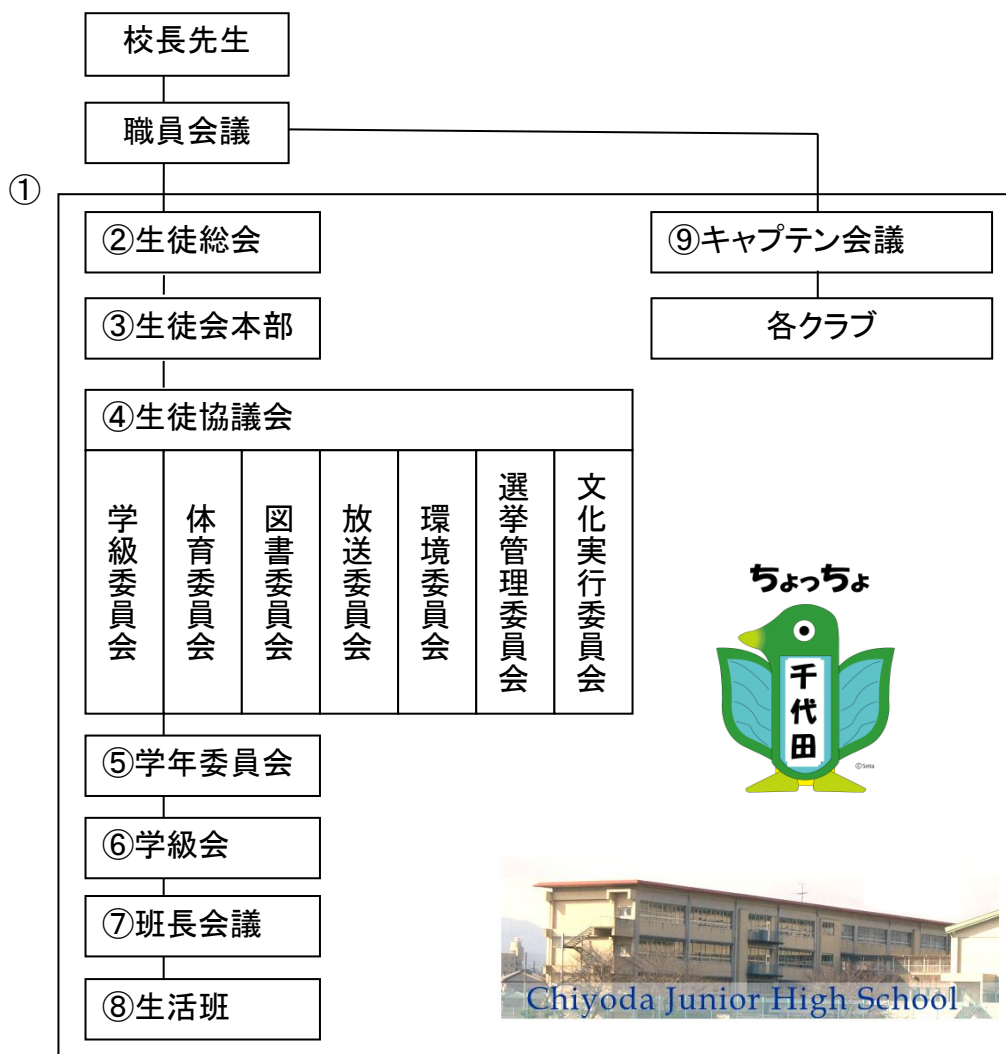 校長先生
職員会議
①
②生徒総会
⑨キャプテン会議
③生徒会本部
各クラブ
④生徒協議会
学級委員会
体育委員会
図書委員会
放送委員会
環境委員会
選挙管理委員会
文化実行委員会
ちょっちょ
千代田
©Seita
⑤学年委員会
⑥学級会
⑦班長会議
⑧生活班
Chiyoda Junior High School